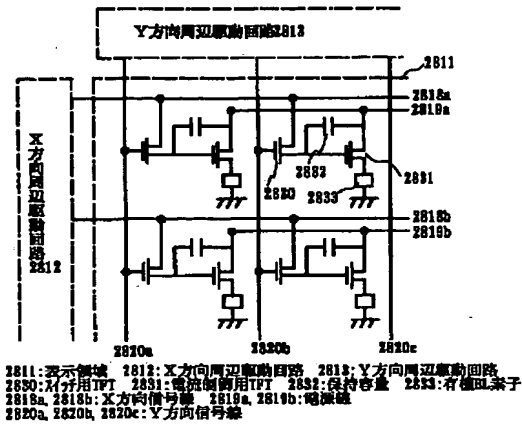 Y方向周辺駆動回路2813
2811
2818a
2819a
X方向周辺駆動回路2812
2832
2830
2833
2831
2818b
2819b
2820a
2820b
2820c
2811:表示領域 2812:X方向周辺駆動回路 2813:Y方向周辺駆動回路
2830:スイッチ用TFT 2831:電流制御用TFT 2832:保持容量 2833:有機EL素子
2818a, 2818b:X方向信号線 2819a, 2819b:電源線
2820a, 2820b, 2820c:Y方向信号線